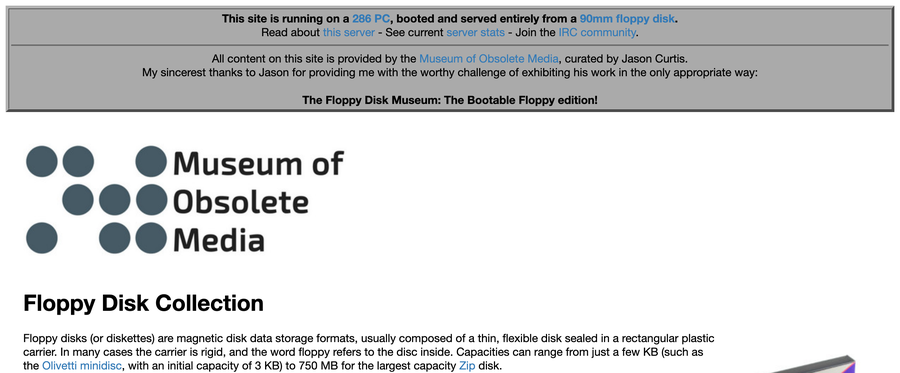 This site is running on a 286 PC, booted and served entirely from a 90mm floppy disk.
Read about this server - See current server stats - Join the IRC community.
All content on this site is provided by the Museum of Obsolete Media, curated by Jason Curtis.
My sincerest thanks to Jason for providing me with the worthy challenge of exhibiting his work in the only appropriate way:
The Floppy Disk Museum: The Bootable Floppy edition!
Museum of
Obsolete
Media
Floppy Disk Collection
Floppy disks (or diskettes) are magnetic disk data storage formats, usually composed of a thin, flexible disk sealed in a rectangular plastic
carrier. In many cases the carrier is rigid, and the word floppy refers to the disc inside. Capacities can range from just a few KB (such as
the Olivetti minidisc, with an initial capacity of 3 KB) to 750 MB for the largest capacity Zip disk.